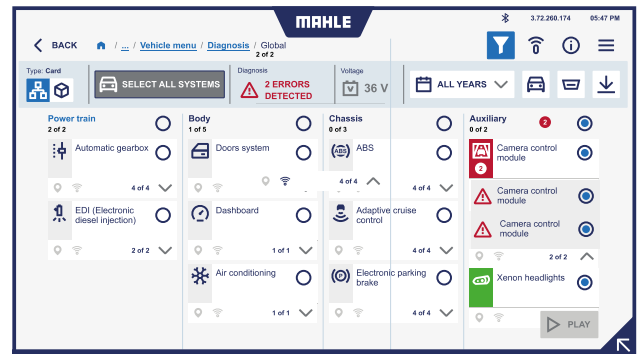 MAHLE
3.72.260.174
05:47 PM
BACK
/ ... / Vehicle menu / Diagnosis / Global
2 of 2
Type: Card
SELECT ALL SYSTEMS
Diagnosis
2 ERRORS
DETECTED
Voltage
V
36 V
ALL YEARS
Power train
2 of 2
Automatic gearbox
4 of 4
EDI (Electronic
diesel injection)
2 of 2
Body
1 of 5
Doors system
4 of 4
Dashboard
1 of 1
Air conditioning
1 of 1
Chassis
0 of 3
ABS
ABS
4 of 4
Adaptive cruise
control
4 of 4
P
Electronic parking
brake
4 of 4
Auxiliary
0 of 2
2
Camera control
module
2
Camera control
module
Camera control
module
2 of 2
Xenon headlights
PLAY